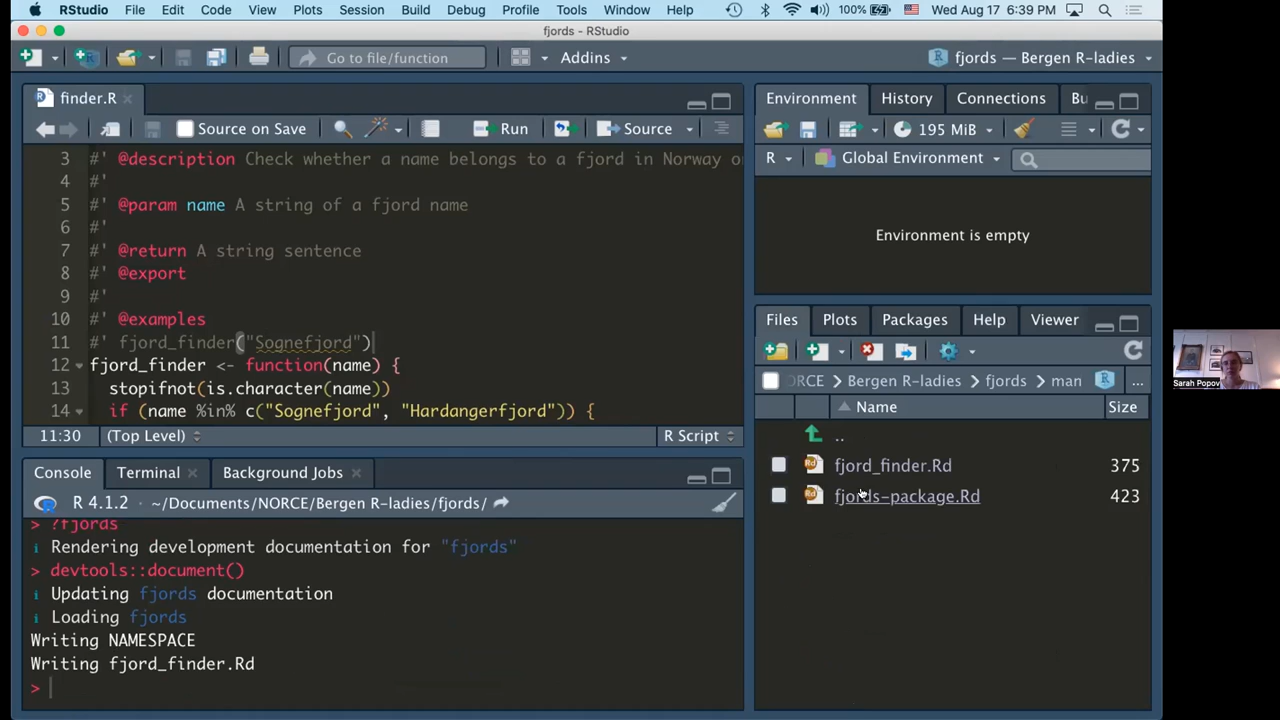 RStudio File Edit Code View Plots Session Build Debug Profile Tools Window Help 100% Wed Aug 17 6:39 PM
fjords - RStudio
Go to file/function Addins fjords — Bergen R-ladies
finder.R
Source on Save Run Source
3 #' @description Check whether a name belongs to a fjord in Norway o
4 #'
5 #' @param name A string of a fjord name
6 #'
7 #' @return A string sentence
8 #' @export
9 #'
10 #' @examples
11 #' fjord_finder("Sognefjord")
12 fjord_finder <- function(name) {
13 stopifnot(is.character(name))
14 if (name %in% c("Sognefjord", "Hardangerfjord")) {
11:30 (Top Level) R Script
Console Terminal Background Jobs
R 4.1.2 · ~/Documents/NORCE/Bergen R-ladies/fjords/
> ?fjords
i Rendering development documentation for "fjords"
> devtools::document()
i Updating fjords documentation
i Loading fjords
Writing NAMESPACE
Writing fjord_finder.Rd
>
Environment History Connections Bu
195 MiB
R Global Environment
Environment is empty
Files Plots Packages Help Viewer
ORCE Bergen R-ladies fjords man ...
Name Size
..
fjord_finder.Rd 375
fjords-package.Rd 423
Sarah Popov